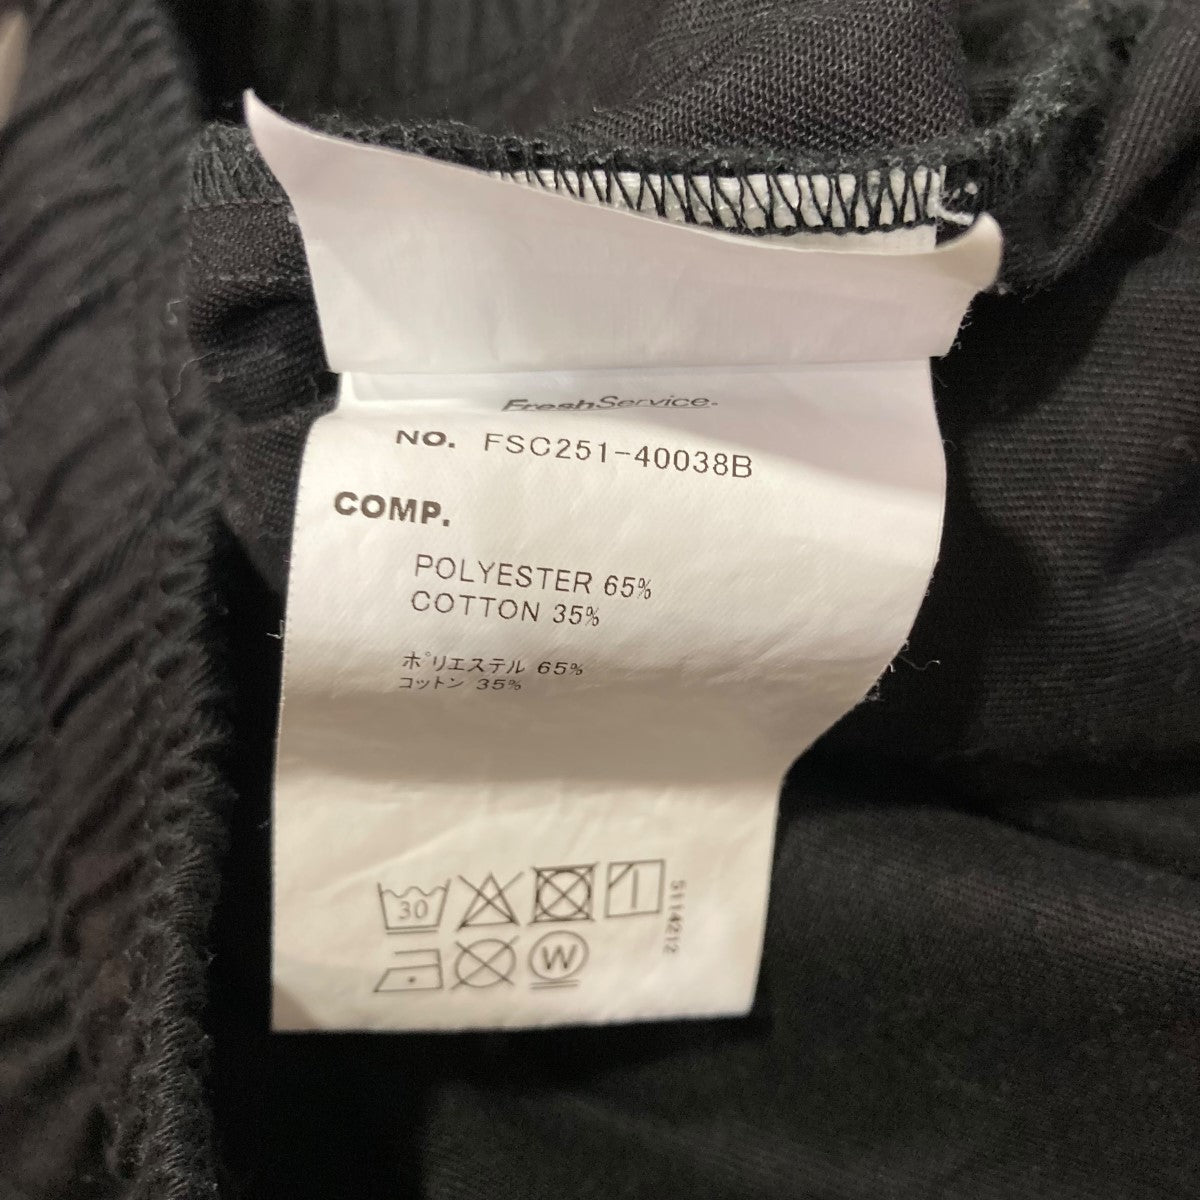 FreshService®
NO. FSC251-40038B
COMP.
POLYESTER 65%
COTTON 35%
ポリエステル 65%
コットン 35%
30
5114212
W